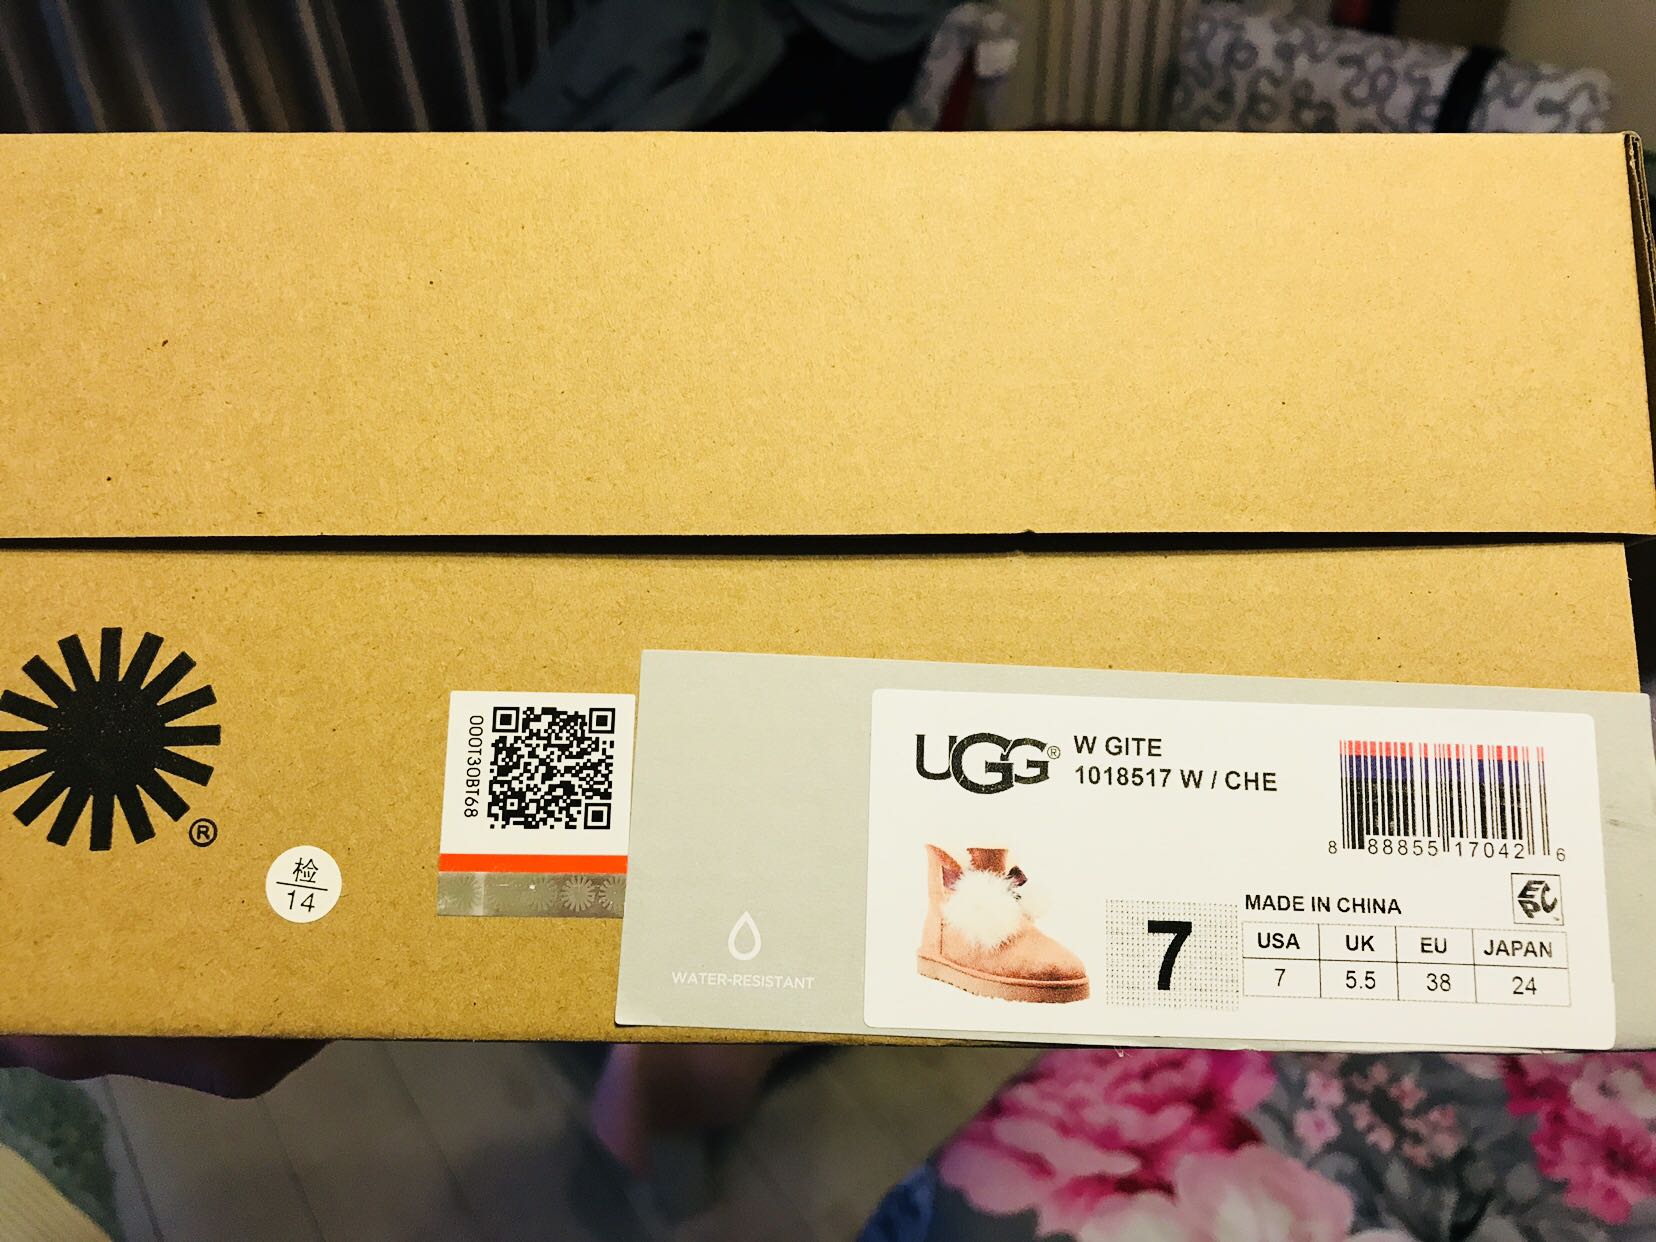 ®
检
14
000T30BT68
WATER-RESISTANT
UGG® W GITE
1018517 W / CHE
8 88855 17042 6
MADE IN CHINA
EPC
7
USA UK EU JAPAN
7 5.5 38 24